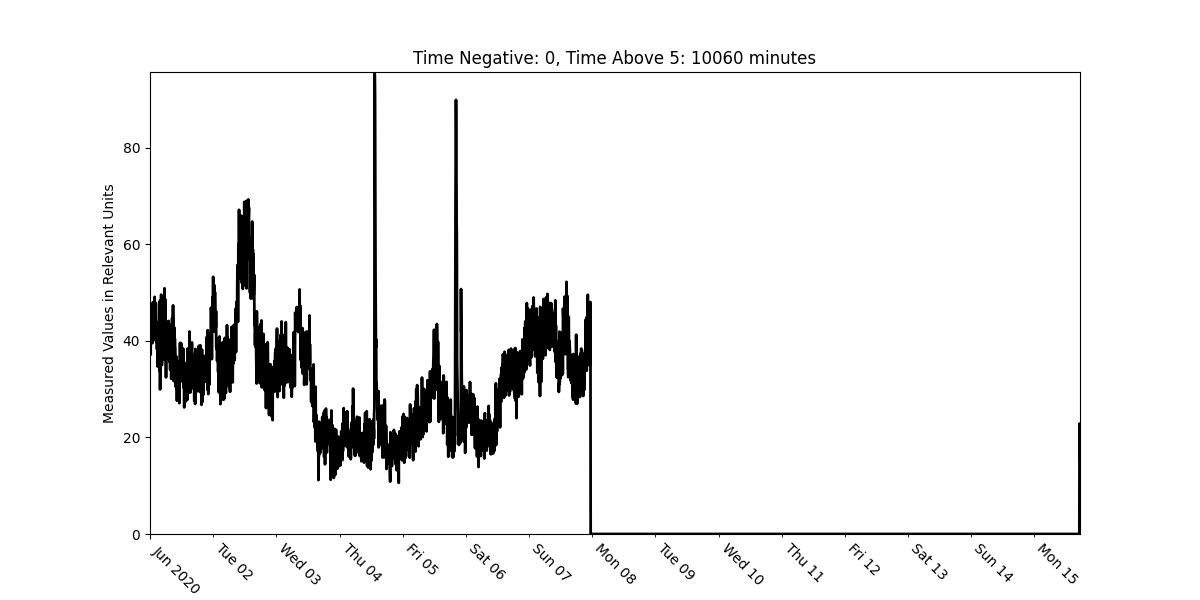 Time Negative: 0, Time Above 5: 10060 minutes
Measured Values in Relevant Units
80
60
40
20
0
Jun 2020
Tue 02
Wed 03
Thu 04
Fri 05
Sat 06
Sun 07
Mon 08
Tue 09
Wed 10
Thu 11
Fri 12
Sat 13
Sun 14
Mon 15